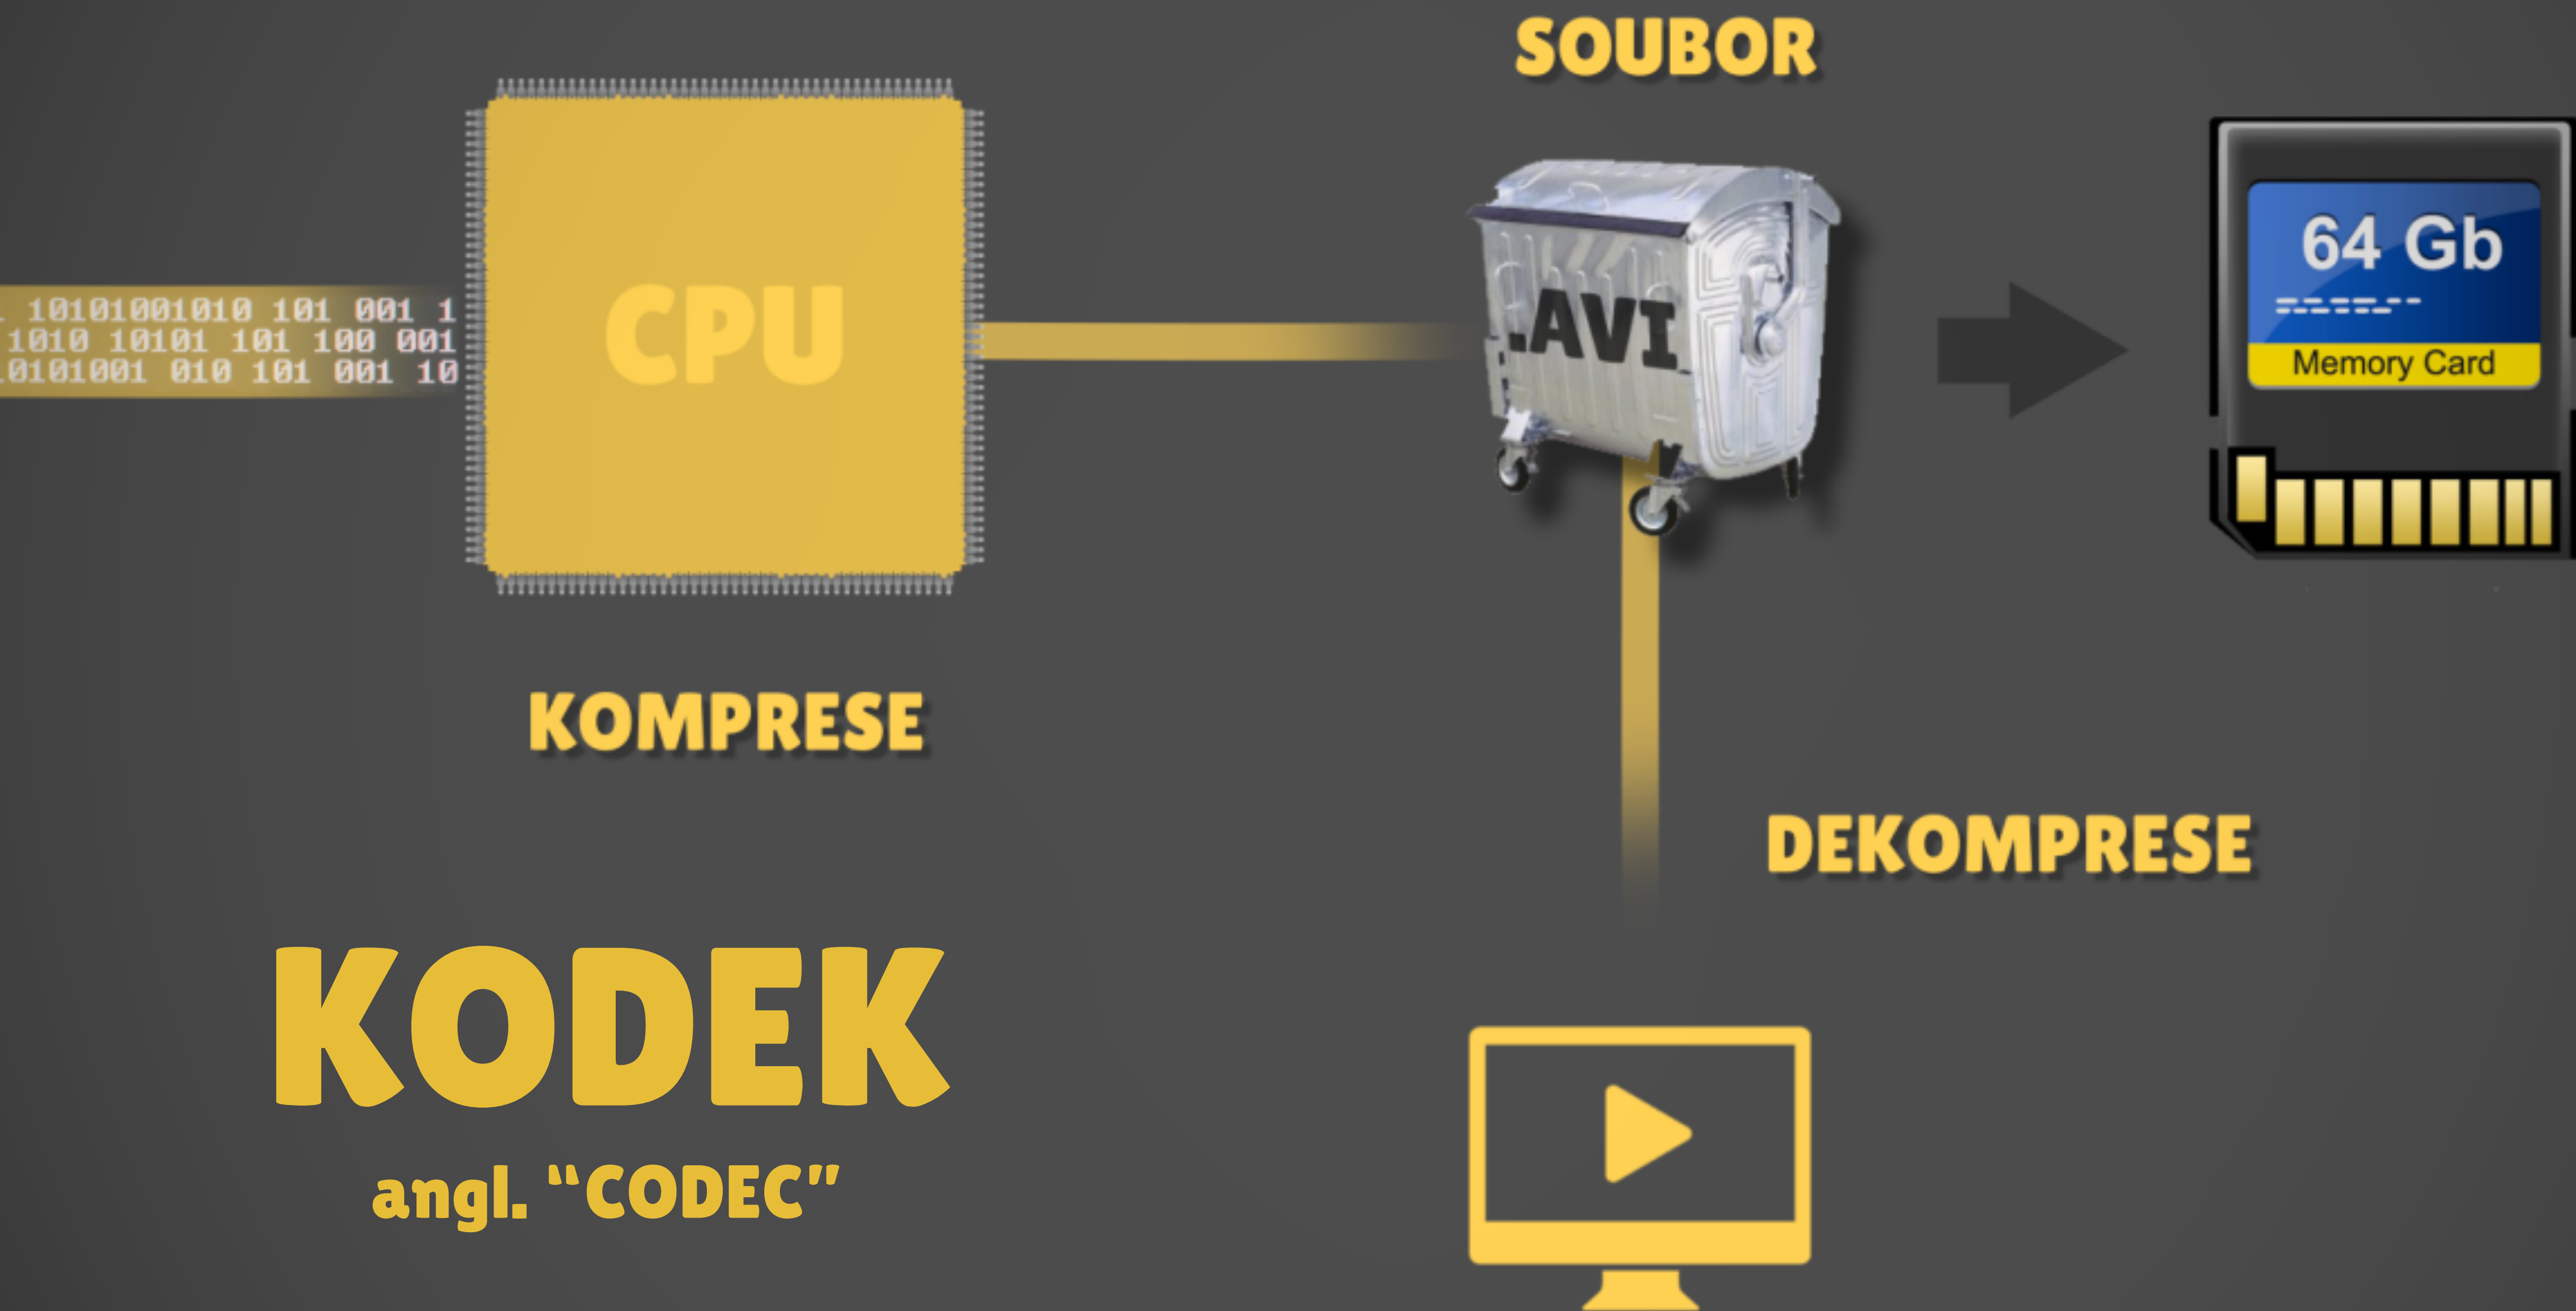 SOUBOR
10101001010 101 001 1
1010 10101 101 100 001
0101001 010 101 001 10
CPU
.AVI
64 Gb
Memory Card
KOMPRESE
DEKOMPRESE
KODEK
angl. “CODEC”